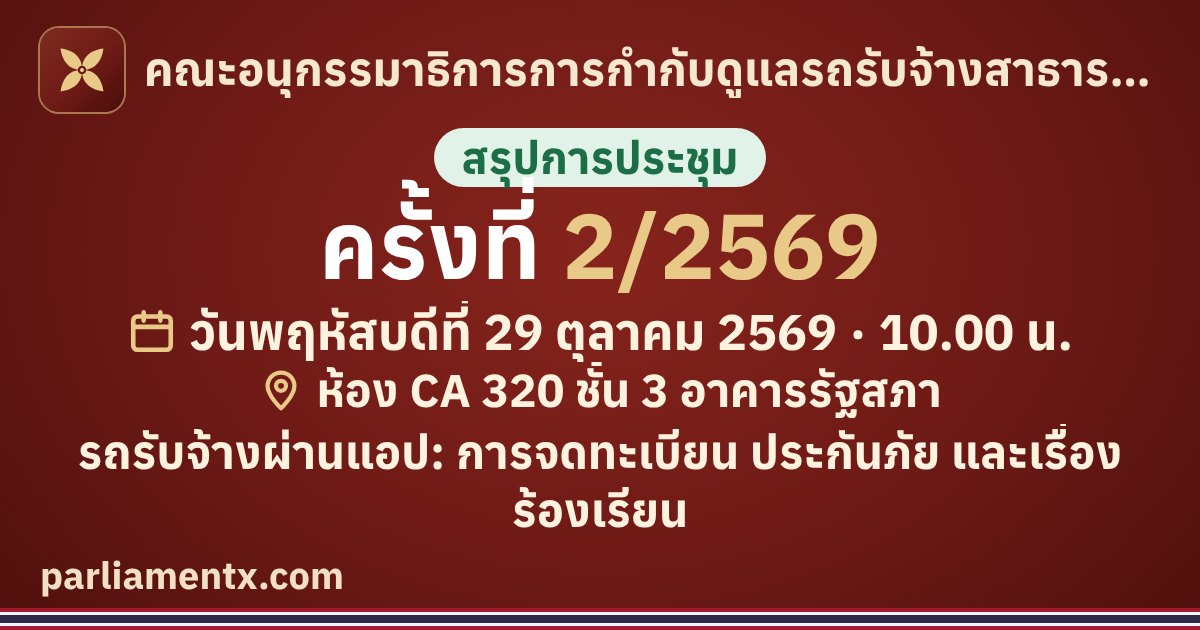 คณะอนุกรรมาธิการการกำกับดูแลรถรับจ้างสาธาร...
สรุปการประชุม
ครั้งที่ 2/2569
วันพฤหัสบดีที่ 29 ตุลาคม 2569 · 10.00 น.
ห้อง CA 320 ชั้น 3 อาคารรัฐสภา
รถรับจ้างผ่านแอป: การจดทะเบียน ประกันภัย และเรื่อง
ร้องเรียน
parliamentx.com